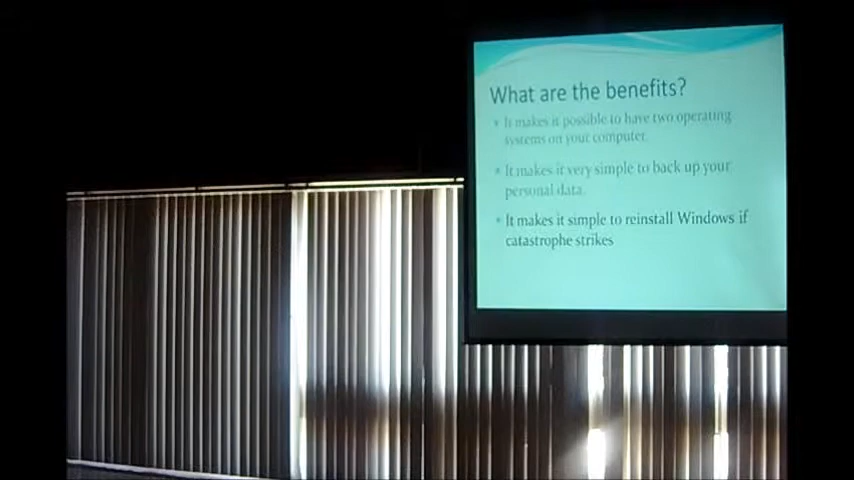 What are the benefits?
It makes it possible to have two operating
systems on your computer.
It makes it very simple to back up your
personal data.
It makes it simple to reinstall Windows if
catastrophe strikes